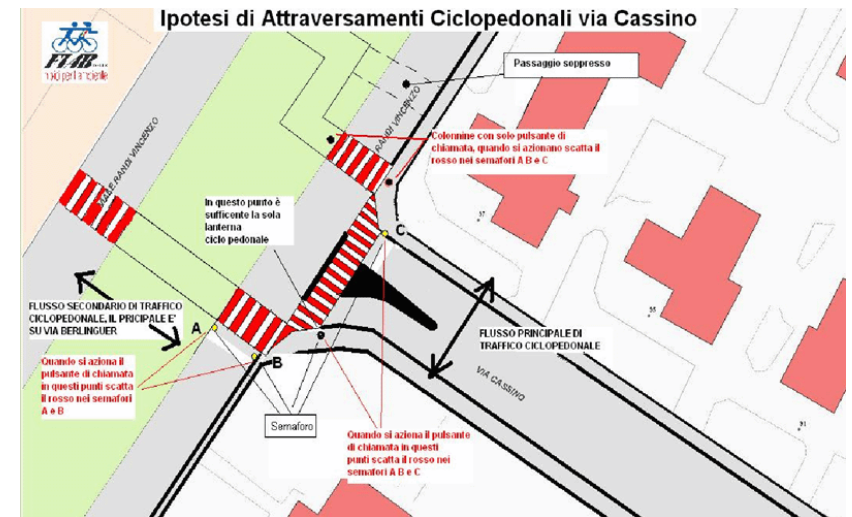 Ipotesi di Attraversamenti Ciclopedonali via Cassino
FIAB
Passaggio soppresso
RANDI VINCENZO
VIALE RANDI VINCENZO
Colonnine con solo pulsante di
chiamata, quando si azionano scatta il
rosso nei semafori A B e C
In questo punto è
sufficente la sola
lanterna
ciclo pedonale
C
37
FLUSSO SECONDARIO DI TRAFFICO
CICLOPEDONALE, IL PRICIPALE E'
SU VIA BERLINGUER
A
B
FLUSSO PRINCIPALE DI
TRAFFICO CICLOPEDONALE
35
Quando si aziona il
pulsante di chiamata
in questi punti scatta
il rosso nei semafori
A e B
VIA CASSINO
Semaforo
Quando si aziona il pulsante
di chiamata in questi
punti scatta il rosso nei
semafori A B e C
31